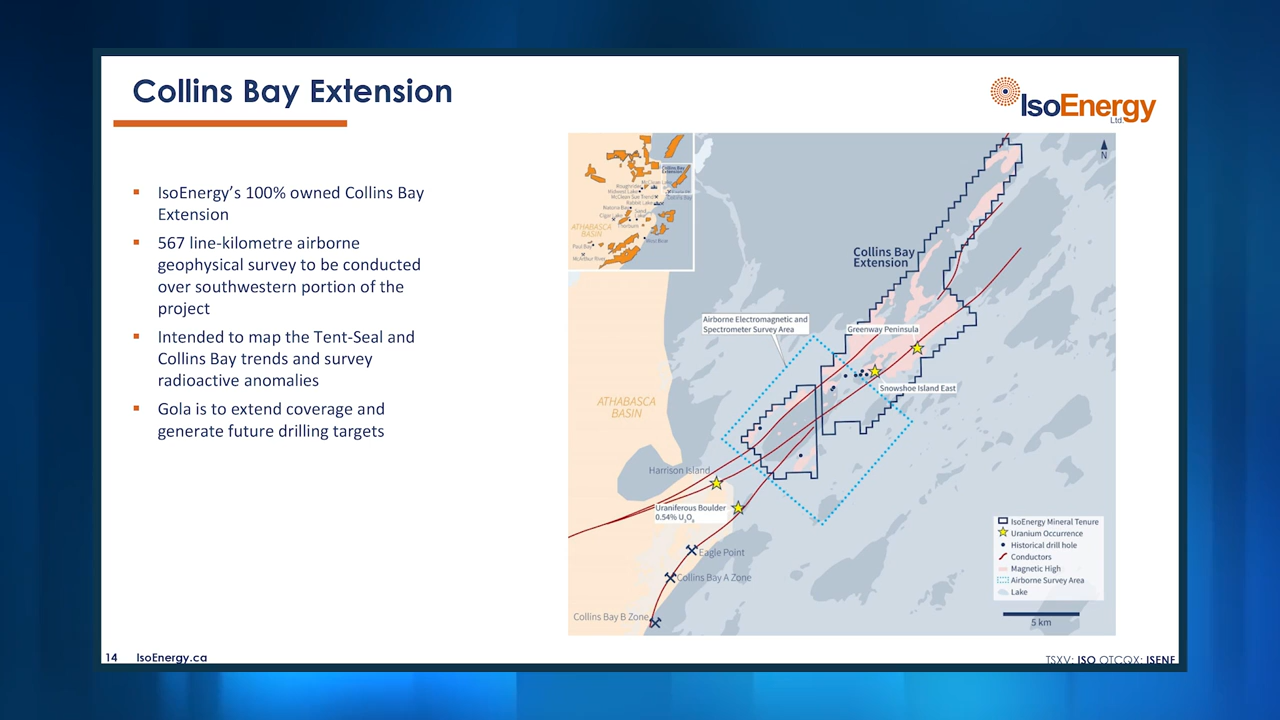 Collins Bay Extension
IsoEnergy
Ltd.
IsoEnergy's 100% owned Collins Bay
Extension
567 line-kilometre airborne
geophysical survey to be conducted
over southwestern portion of the
project
Intended to map the Tent-Seal and
Collins Bay trends and survey
radioactive anomalies
Gola is to extend coverage and
generate future drilling targets
Collins Bay
Extension
ATHABASCA
BASIN
N
Collins Bay
Extension
Airborne Electromagnetic and
Spectrometer Survey Area
Greenway Peninsula
Snowshoe Island East
ATHABASCA
BASIN
Harrison Island
Uraniferous Boulder
0.54% U3O8
Eagle Point
Collins Bay A Zone
Collins Bay B Zone
IsoEnergy Mineral Tenure
Uranium Occurrence
Historical drill hole
Conductors
Magnetic High
Airborne Survey Area
Lake
5 km
14 IsoEnergy.ca
TSXV: ISO OTCQX: ISENF